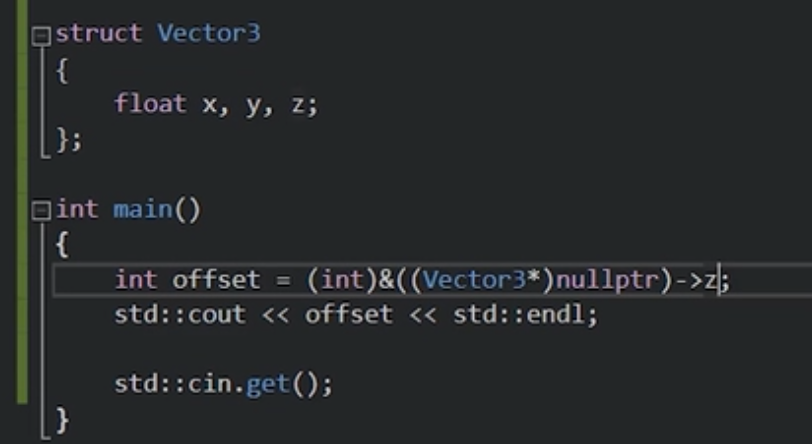 struct Vector3
{
    float x, y, z;
};
int main()
{
    int offset = (int)&((Vector3*)nullptr)->z;
    std::cout << offset << std::endl;
    std::cin.get();
}